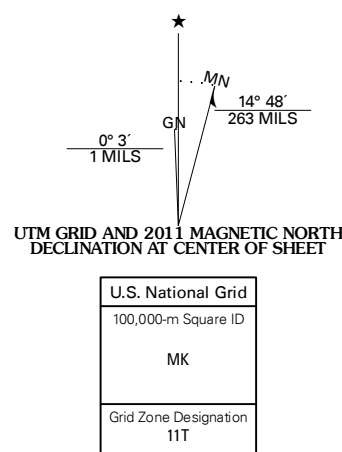 MN
14° 48´
263 MILS
GN
0° 3´
1 MILS
UTM GRID AND 2011 MAGNETIC NORTH
DECLINATION AT CENTER OF SHEET
U.S. National Grid
100,000-m Square ID
MK
Grid Zone Designation
11T